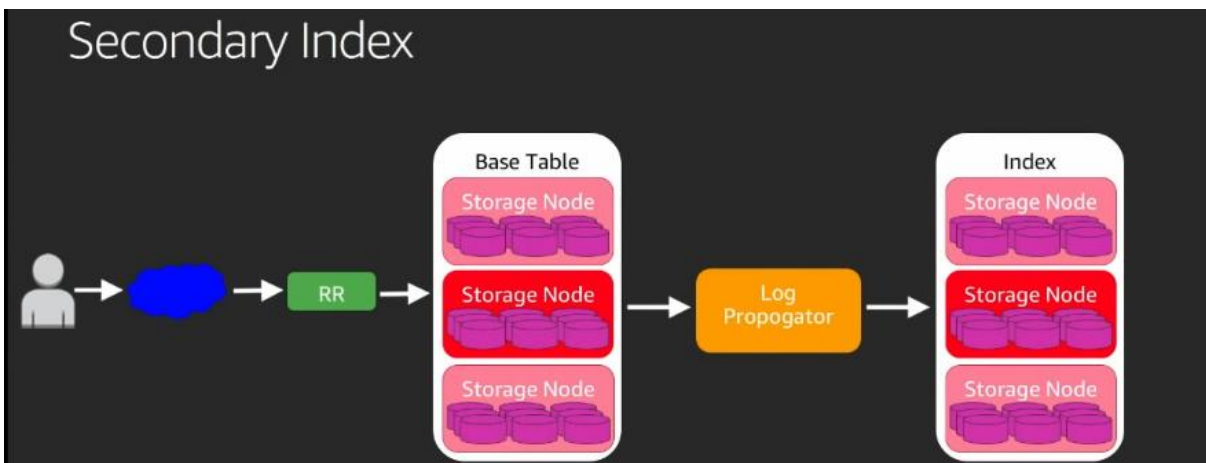 Secondary Index
RR
Base Table
Storage Node
Storage Node
Storage Node
Log
Propogator
Index
Storage Node
Storage Node
Storage Node